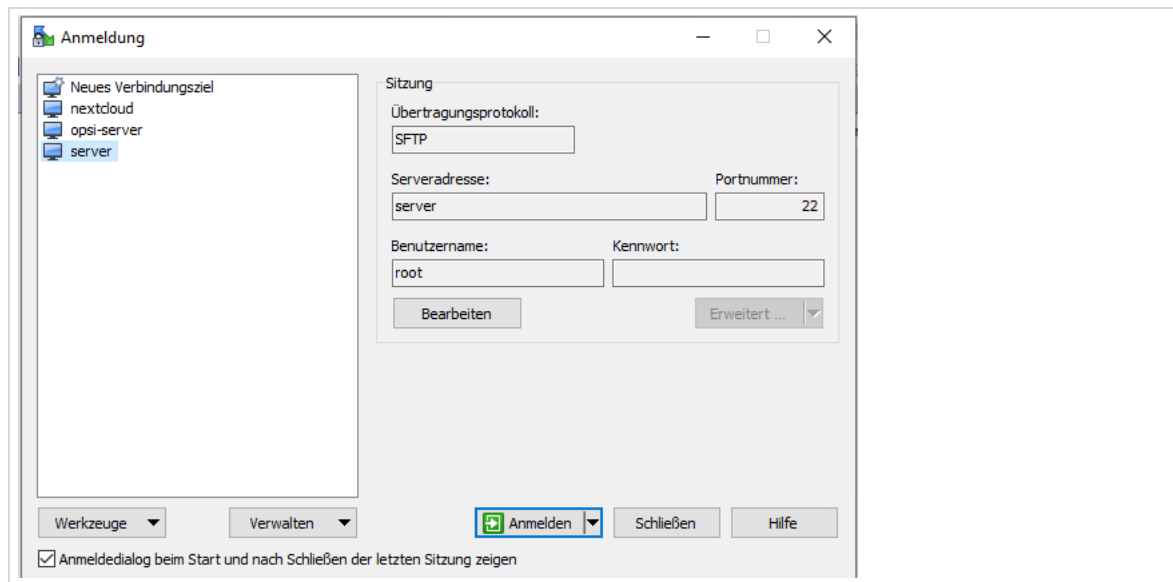 Anmeldung
Neues Verbindungsziel
nextcloud
opsi-server
server
Sitzung
Übertragungsprotokoll:
SFTP
Serveradresse: Portnummer:
server 22
Benutzername: Kennwort:
root
Bearbeiten Erweitert ...
Werkzeuge Verwalten Anmelden Schließen Hilfe
Anmeldedialog beim Start und nach Schließen der letzten Sitzung zeigen